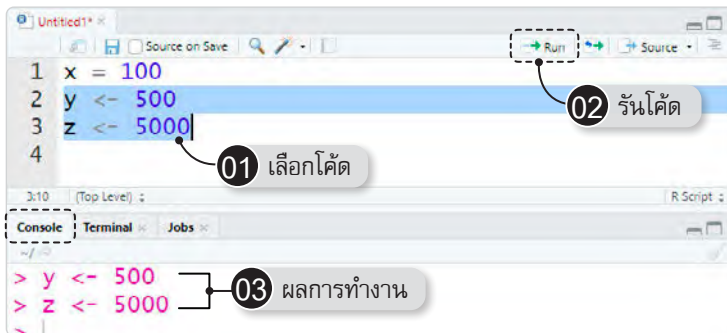 Untitled1*
Source on Save Run Source
1 x = 100
2 y <- 500
3 z <- 5000
4
02 รันโค้ด
01 เลือกโค้ด
3:10 (Top Level) R Script
Console Terminal Jobs
~/
> y <- 500
> z <- 5000
>
03 ผลการทำงาน